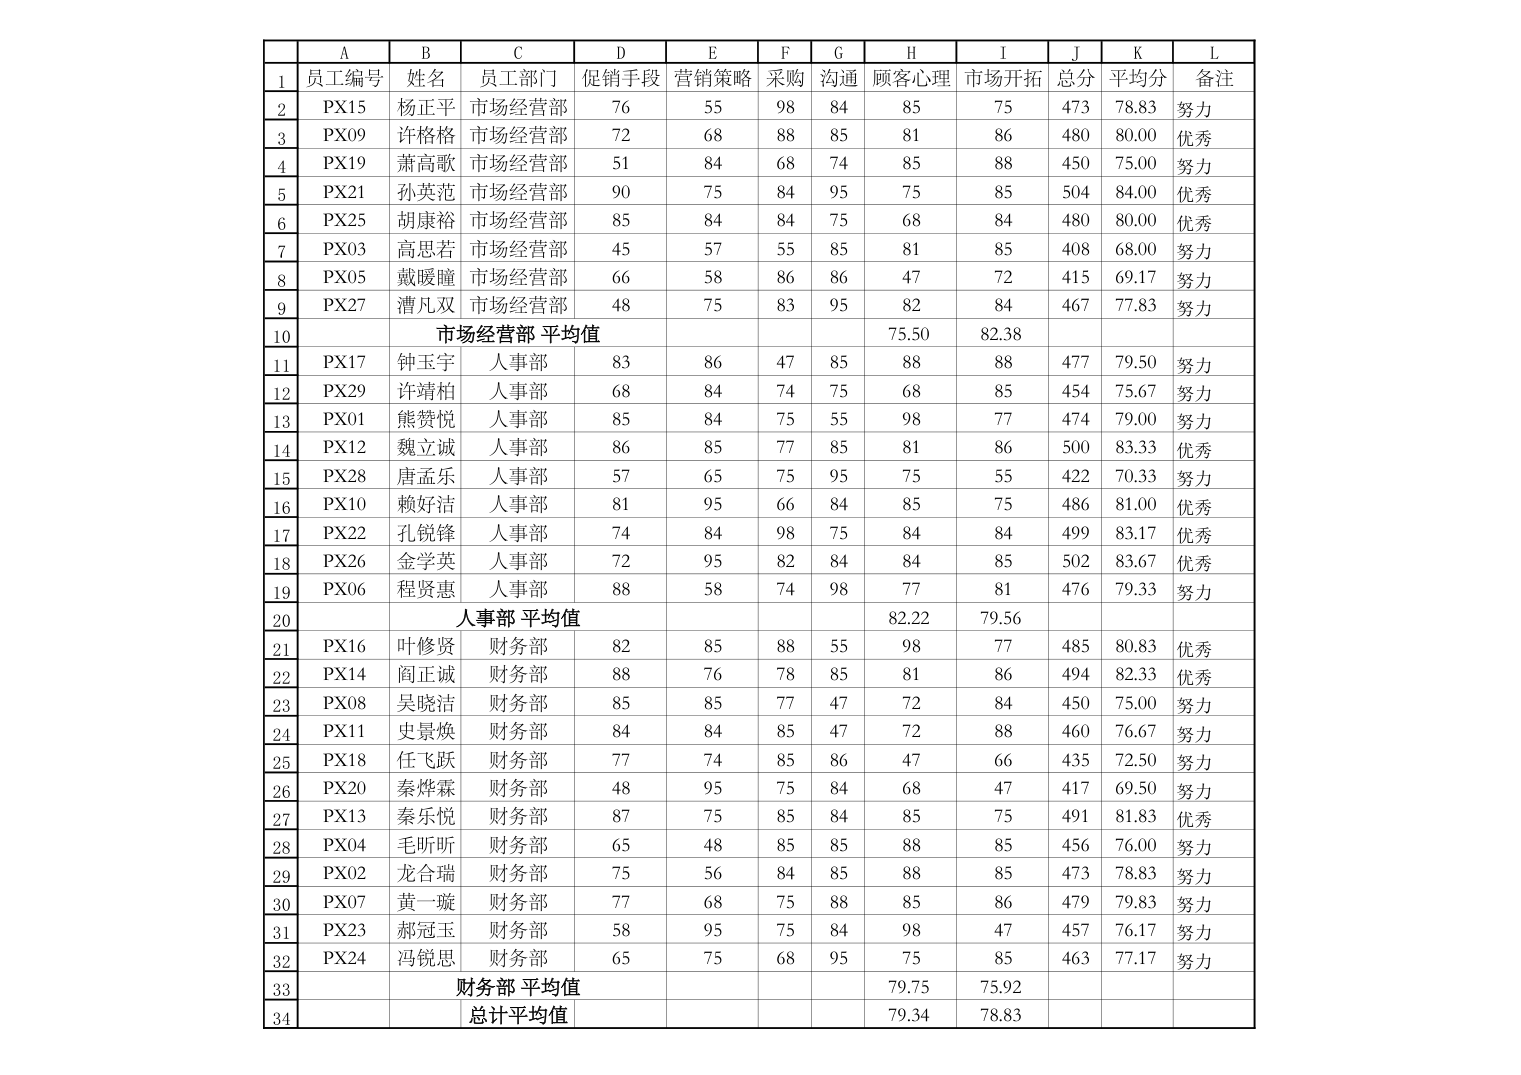 A B C D E F G H I J K L
1 员工编号 姓名 员工部门 促销手段 营销策略 采购 沟通 顾客心理 市场开拓 总分 平均分 备注
2 PX15 杨正平 市场经营部 76 55 98 84 85 75 473 78.83 努力
3 PX09 许格格 市场经营部 72 68 88 85 81 86 480 80.00 优秀
4 PX19 萧高歌 市场经营部 51 84 68 74 85 88 450 75.00 努力
5 PX21 孙英范 市场经营部 90 75 84 95 75 85 504 84.00 优秀
6 PX25 胡康裕 市场经营部 85 84 84 75 68 84 480 80.00 优秀
7 PX03 高思若 市场经营部 45 57 55 85 81 85 408 68.00 努力
8 PX05 戴暖瞳 市场经营部 66 58 86 86 47 72 415 69.17 努力
9 PX27 漕凡双 市场经营部 48 75 83 95 82 84 467 77.83 努力
10 市场经营部 平均值 75.50 82.38
11 PX17 钟玉宇 人事部 83 86 47 85 88 88 477 79.50 努力
12 PX29 许靖柏 人事部 68 84 74 75 68 85 454 75.67 努力
13 PX01 熊赞悦 人事部 85 84 75 55 98 77 474 79.00 努力
14 PX12 魏立诚 人事部 86 85 77 85 81 86 500 83.33 优秀
15 PX28 唐孟乐 人事部 57 65 75 95 75 55 422 70.33 努力
16 PX10 赖好洁 人事部 81 95 66 84 85 75 486 81.00 优秀
17 PX22 孔锐锋 人事部 74 84 98 75 84 84 499 83.17 优秀
18 PX26 金学英 人事部 72 95 82 84 84 85 502 83.67 优秀
19 PX06 程贤惠 人事部 88 58 74 98 77 81 476 79.33 努力
20 人事部 平均值 82.22 79.56
21 PX16 叶修贤 财务部 82 85 88 55 98 77 485 80.83 优秀
22 PX14 阎正诚 财务部 88 76 78 85 81 86 494 82.33 优秀
23 PX08 吴晓洁 财务部 85 85 77 47 72 84 450 75.00 努力
24 PX11 史景焕 财务部 84 84 85 47 72 88 460 76.67 努力
25 PX18 任飞跃 财务部 77 74 85 86 47 66 435 72.50 努力
26 PX20 秦烨霖 财务部 48 95 75 84 68 47 417 69.50 努力
27 PX13 秦乐悦 财务部 87 75 85 84 85 75 491 81.83 优秀
28 PX04 毛昕昕 财务部 65 48 85 85 88 85 456 76.00 努力
29 PX02 龙合瑞 财务部 75 56 84 85 88 85 473 78.83 努力
30 PX07 黄一璇 财务部 77 68 75 88 85 86 479 79.83 努力
31 PX23 郝冠玉 财务部 58 95 75 84 98 47 457 76.17 努力
32 PX24 冯锐思 财务部 65 75 68 95 75 85 463 77.17 努力
33 财务部 平均值 79.75 75.92
34 总计平均值 79.34 78.83